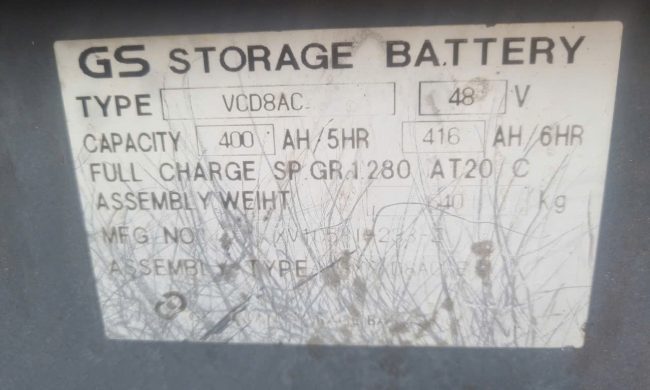 GS STORAGE BATTERY
TYPE VCD8AC 48 V
CAPACITY 400 AH/5HR 416 AH/6HR
FULL CHARGE SP GR 1.280 AT20 C
ASSEMBLY WEIHT 640 Kg
MFG NO
ASSEMBLY TYPE